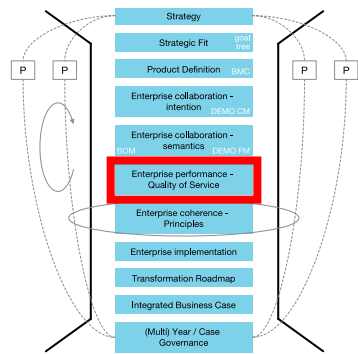 Strategy
Strategic Fit
goal
tree
P
P
Product Definition
BMC
P
P
Enterprise collaboration -
intention
DEMO CM
Enterprise collaboration -
semantics
BOM
DEMO FM
Enterprise performance -
Quality of Service
Enterprise coherence -
Principles
Enterprise implementation
Transformation Roadmap
Integrated Business Case
(Multi) Year / Case
Governance